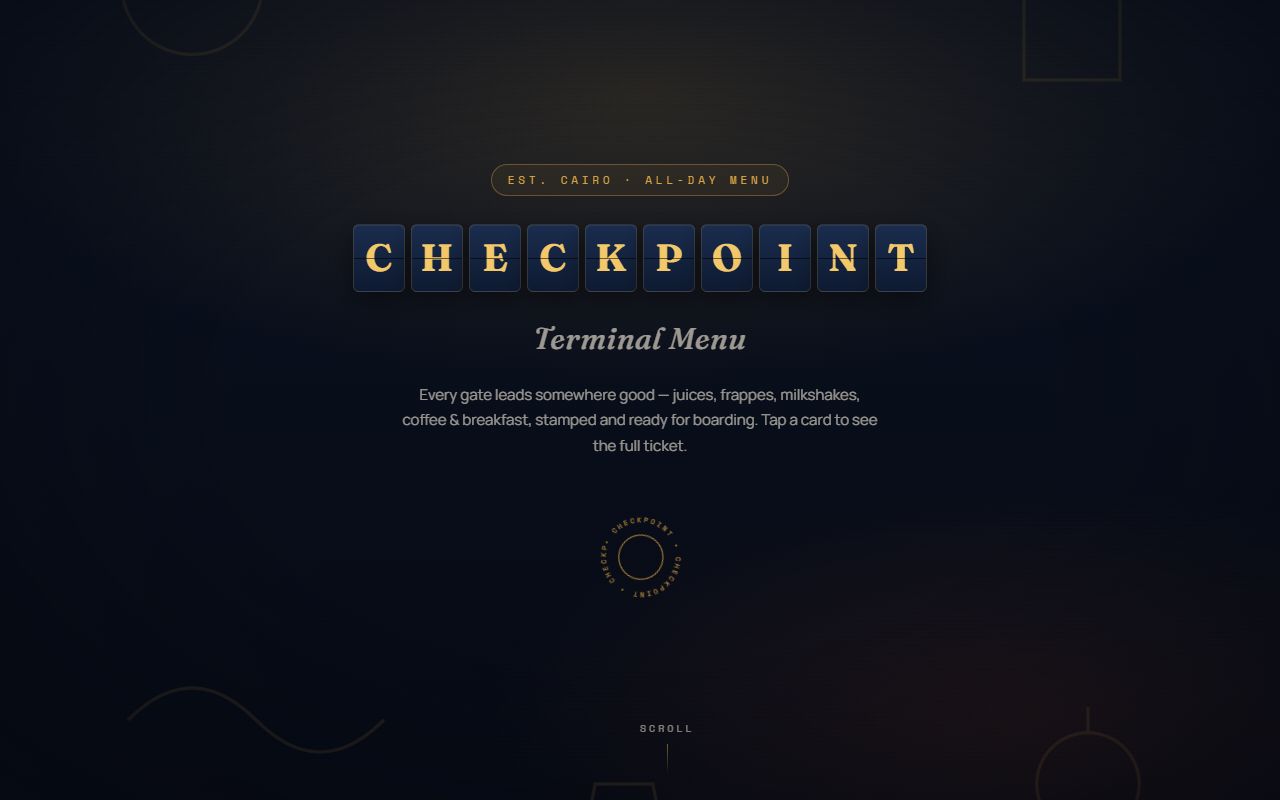 EST. CAIRO · ALL-DAY MENU
CHECKPOINT
Terminal Menu
Every gate leads somewhere good — juices, frappes, milkshakes,
coffee & breakfast, stamped and ready for boarding. Tap a card to see
the full ticket.
CHECKPOINT • CHECKPOINT • CHECKP•
SCROLL